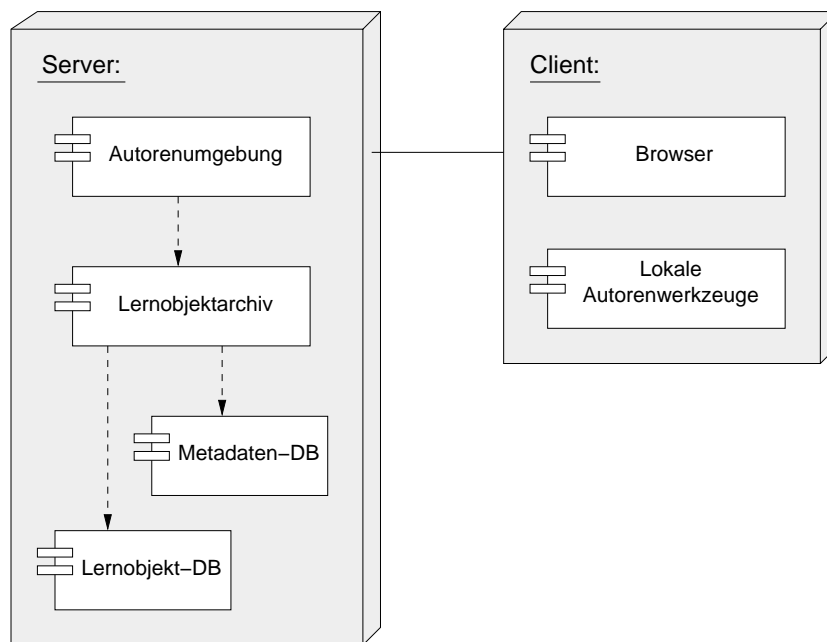 Server:
Autorenumgebung
Lernobjektarchiv
Metadaten−DB
Lernobjekt−DB
Client:
Browser
Lokale
Autorenwerkzeuge